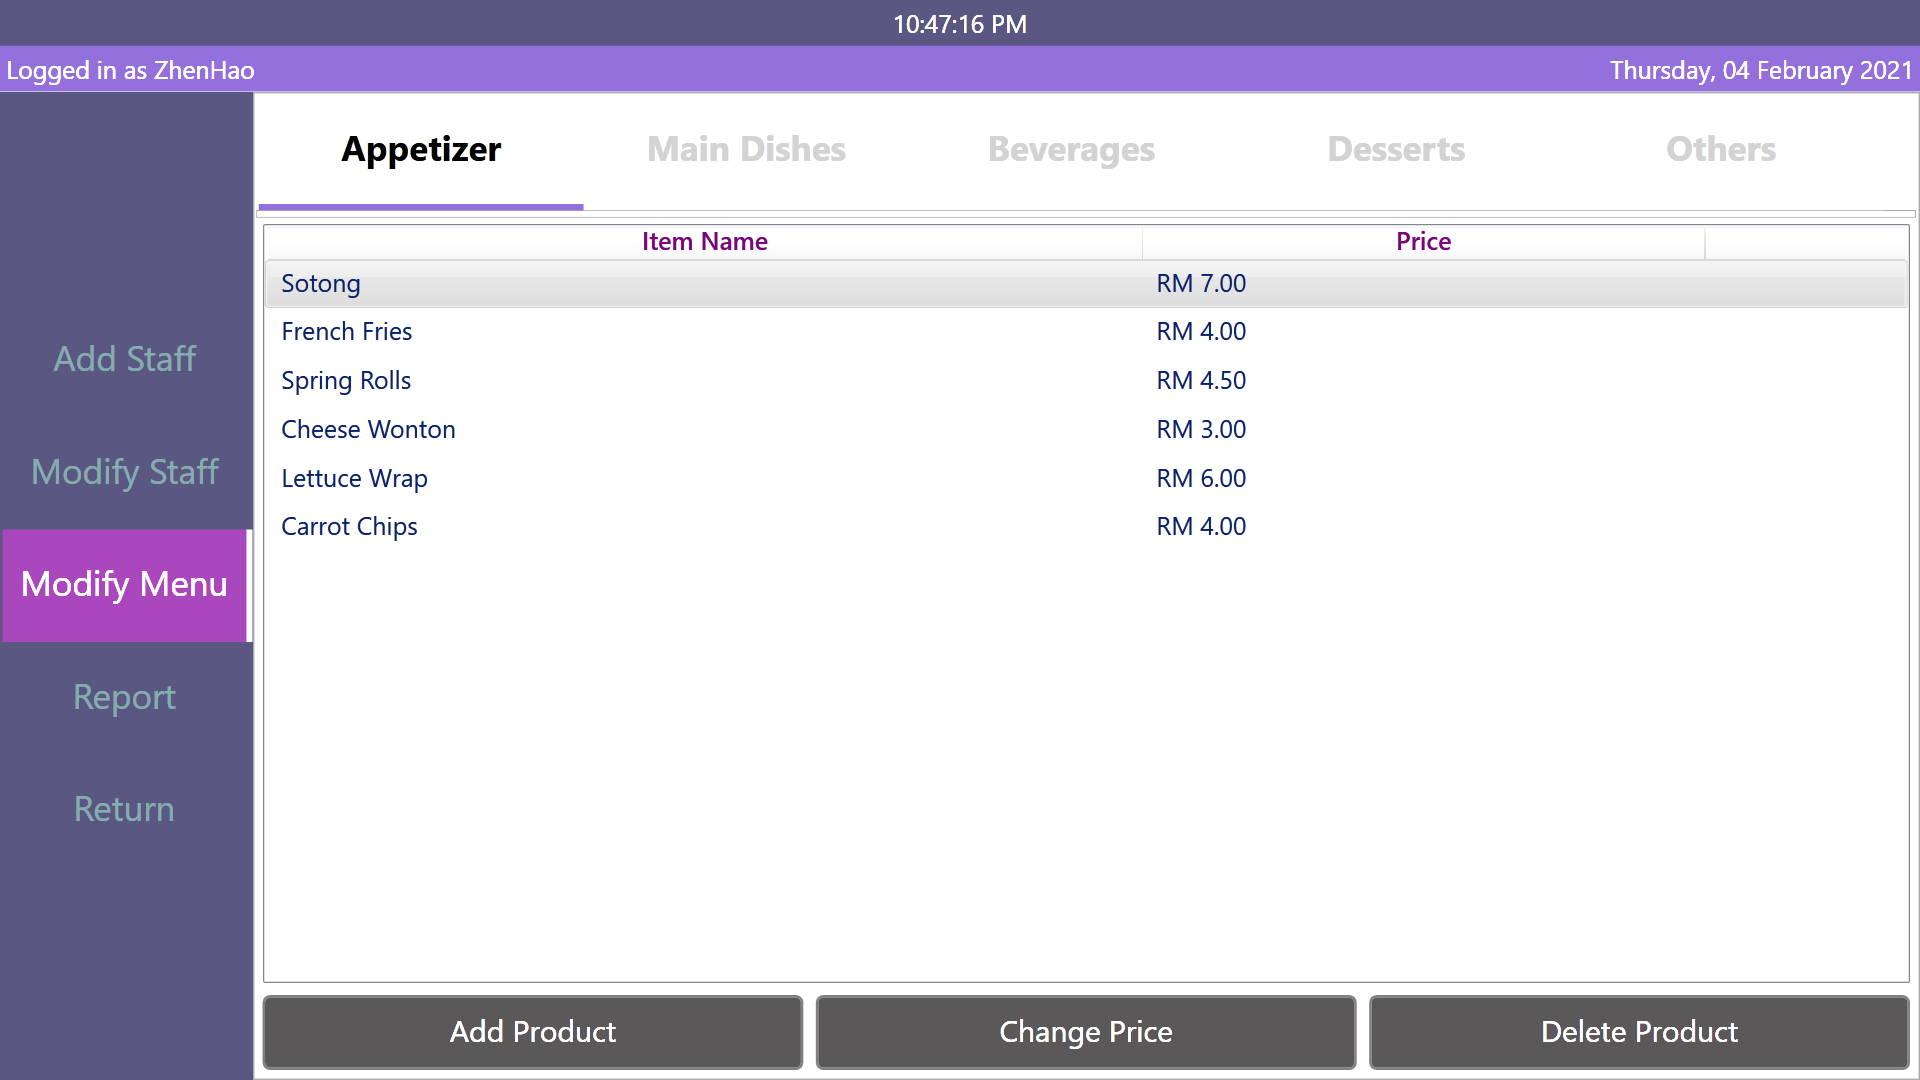 10:47:16 PM
Logged in as ZhenHao Thursday, 04 February 2021
Appetizer Main Dishes Beverages Desserts Others
Item Name Price
Sotong RM 7.00
French Fries RM 4.00
Spring Rolls RM 4.50
Cheese Wonton RM 3.00
Lettuce Wrap RM 6.00
Carrot Chips RM 4.00
Add Staff
Modify Staff
Modify Menu
Report
Return
Add Product Change Price Delete Product